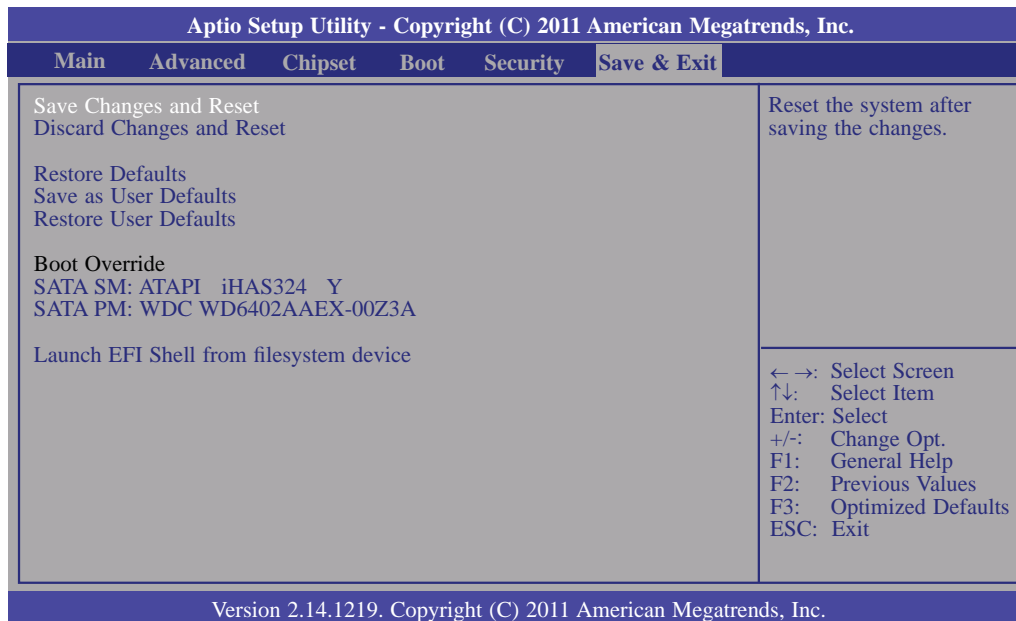 Aptio Setup Utility - Copyright (C) 2011 American Megatrends, Inc.
Main Advanced Chipset Boot Security Save & Exit
Save Changes and Reset
Discard Changes and Reset
Restore Defaults
Save as User Defaults
Restore User Defaults
Boot Override
SATA SM: ATAPI iHAS324 Y
SATA PM: WDC WD6402AAEX-00Z3A
Launch EFI Shell from filesystem device
Reset the system after
saving the changes.
← →: Select Screen
↑↓: Select Item
Enter: Select
+/-: Change Opt.
F1: General Help
F2: Previous Values
F3: Optimized Defaults
ESC: Exit
Version 2.14.1219. Copyright (C) 2011 American Megatrends, Inc.